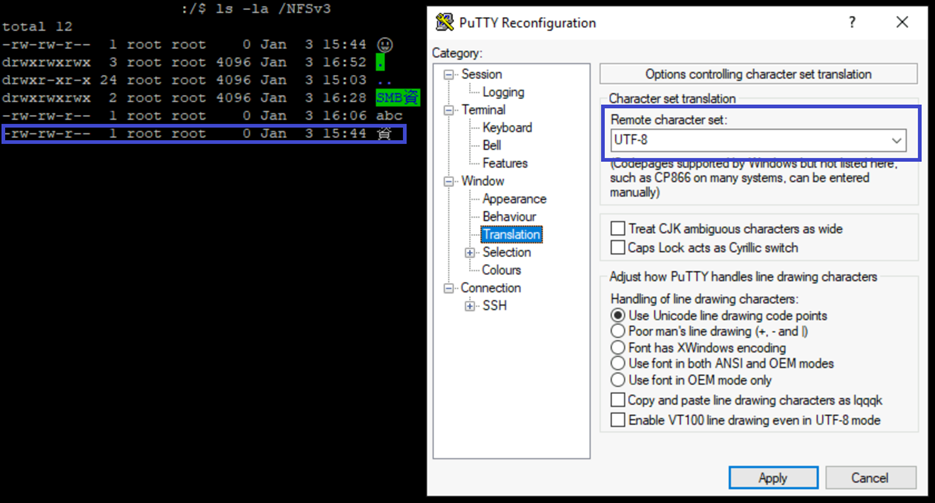 :/$ ls -la /NFSv3
total 12
-rw-rw-r-- 1 root root 0 Jan 3 15:44 ☺
drwxrwxrwx 3 root root 4096 Jan 3 16:52 .
drwxr-xr-x 24 root root 4096 Jan 3 15:03 ..
drwxrwxrwx 2 root root 4096 Jan 3 16:28 SMB資
-rw-rw-r-- 1 root root 0 Jan 3 16:06 abc
-rw-rw-r-- 1 root root 0 Jan 3 15:44 資
PuTTY Reconfiguration
?
Category:
Session
Logging
Terminal
Keyboard
Bell
Features
Window
Appearance
Behaviour
Translation
Selection
Colours
Connection
SSH
Options controlling character set translation
Character set translation
Remote character set:
UTF-8
(Codepages supported by Windows but not listed here,
such as CP866 on many systems, can be entered
manually)
Treat CJK ambiguous characters as wide
Caps Lock acts as Cyrillic switch
Adjust how PuTTY handles line drawing characters
Handling of line drawing characters:
Use Unicode line drawing code points
Poor man's line drawing (+, - and |)
Font has XWindows encoding
Use font in both ANSI and OEM modes
Use font in OEM mode only
Copy and paste line drawing characters as lqqqk
Enable VT100 line drawing even in UTF-8 mode
Apply
Cancel